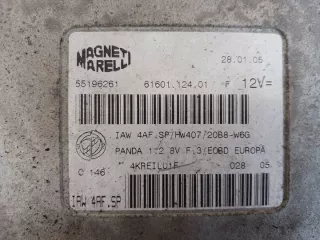 MAGNETI MARELLI 28.01.05
55196261 61601.124.01 F 12V=
IAW 4AF.SP/HW407/20B8-W6G
PANDA 1.2 8V F.3/EOBD EUROPA
4KREILU1F 028 05
C 146
IAW 4AF.SP